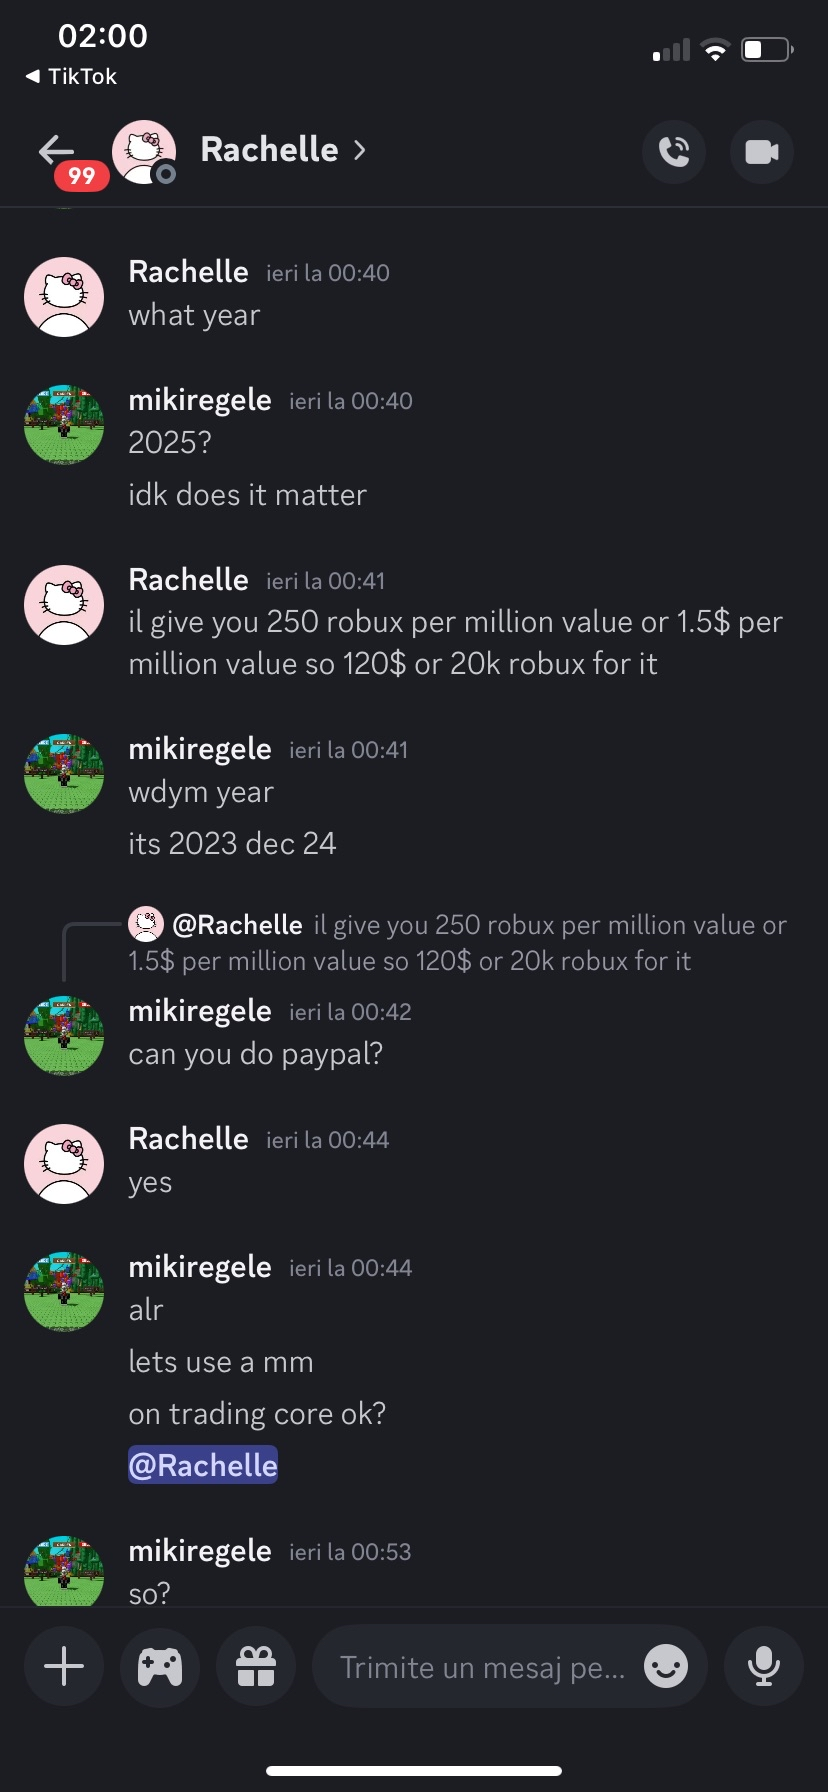 02:00
◄ TikTok
99
Rachelle
Rachelle ieri la 00:40
what year
mikiregele ieri la 00:40
2025?
idk does it matter
Rachelle ieri la 00:41
il give you 250 robux per million value or 1.5$ per
million value so 120$ or 20k robux for it
mikiregele ieri la 00:41
wdym year
its 2023 dec 24
@Rachelle il give you 250 robux per million value or
1.5$ per million value so 120$ or 20k robux for it
mikiregele ieri la 00:42
can you do paypal?
Rachelle ieri la 00:44
yes
mikiregele ieri la 00:44
alr
lets use a mm
on trading core ok?
@Rachelle
mikiregele ieri la 00:53
so?
Trimite un mesaj pe...